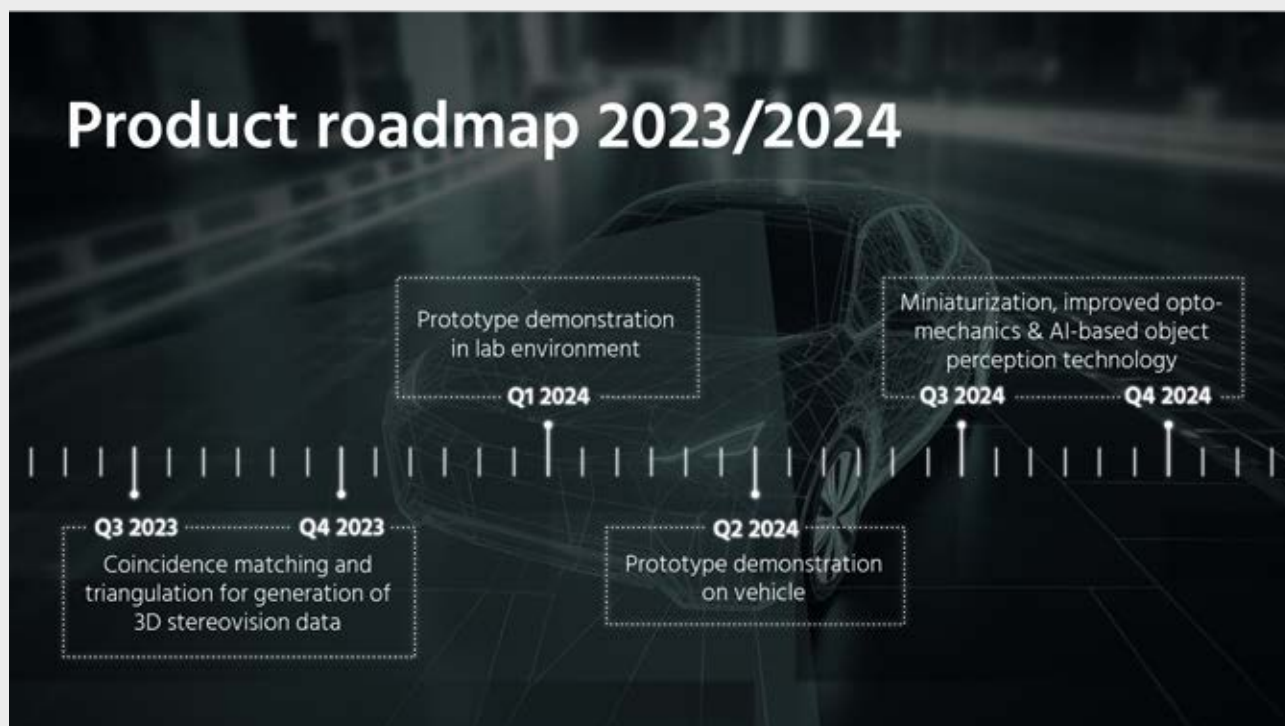 Product roadmap 2023/2024
Prototype demonstration
in lab environment
Q1 2024
Miniaturization, improved opto-
mechanics & AI-based object
perception technology
Q3 2024
Q4 2024
Q3 2023
Q4 2023
Coincidence matching and
triangulation for generation of
3D stereovision data
Q2 2024
Prototype demonstration
on vehicle